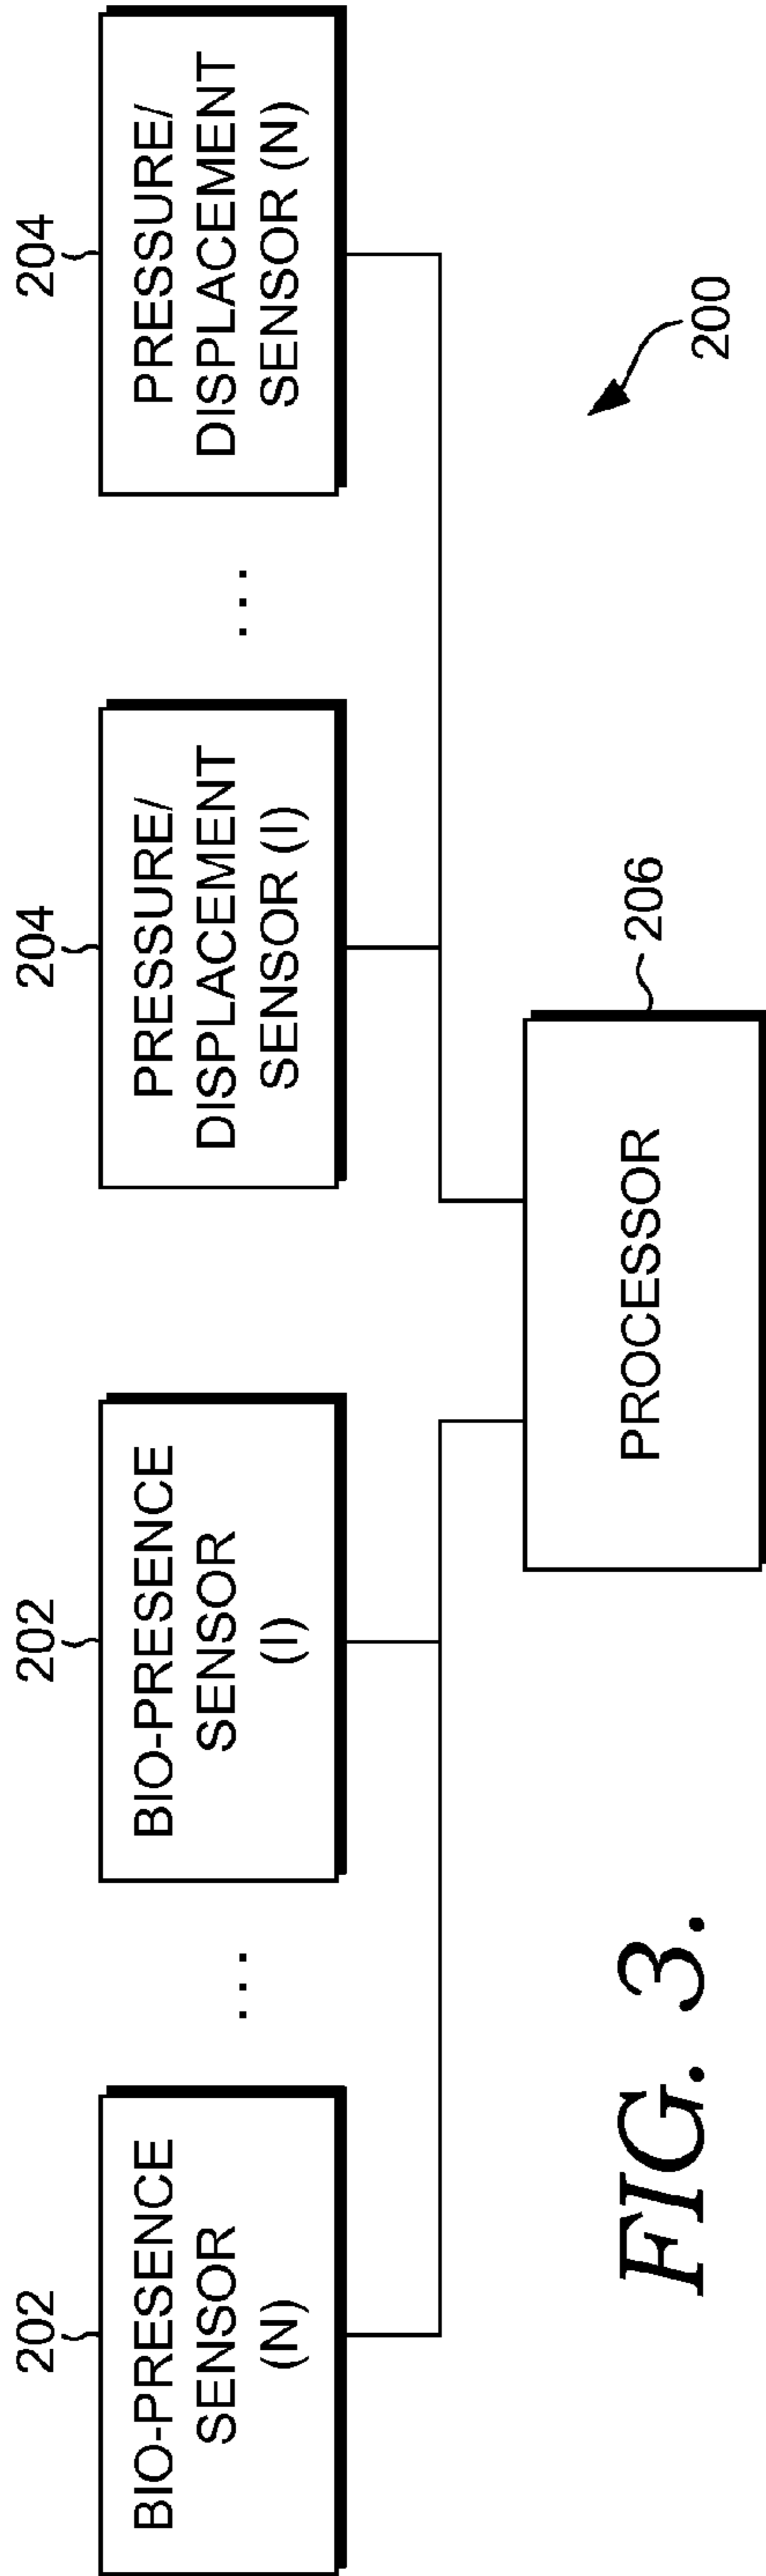 202
202
204
204
BIO-PRESENCE
SENSOR
(N)
...
BIO-PRESENCE
SENSOR
(I)
PRESSURE/
DISPLACEMENT
SENSOR (I)
...
PRESSURE/
DISPLACEMENT
SENSOR (N)
PROCESSOR
206
200
FIG. 3.